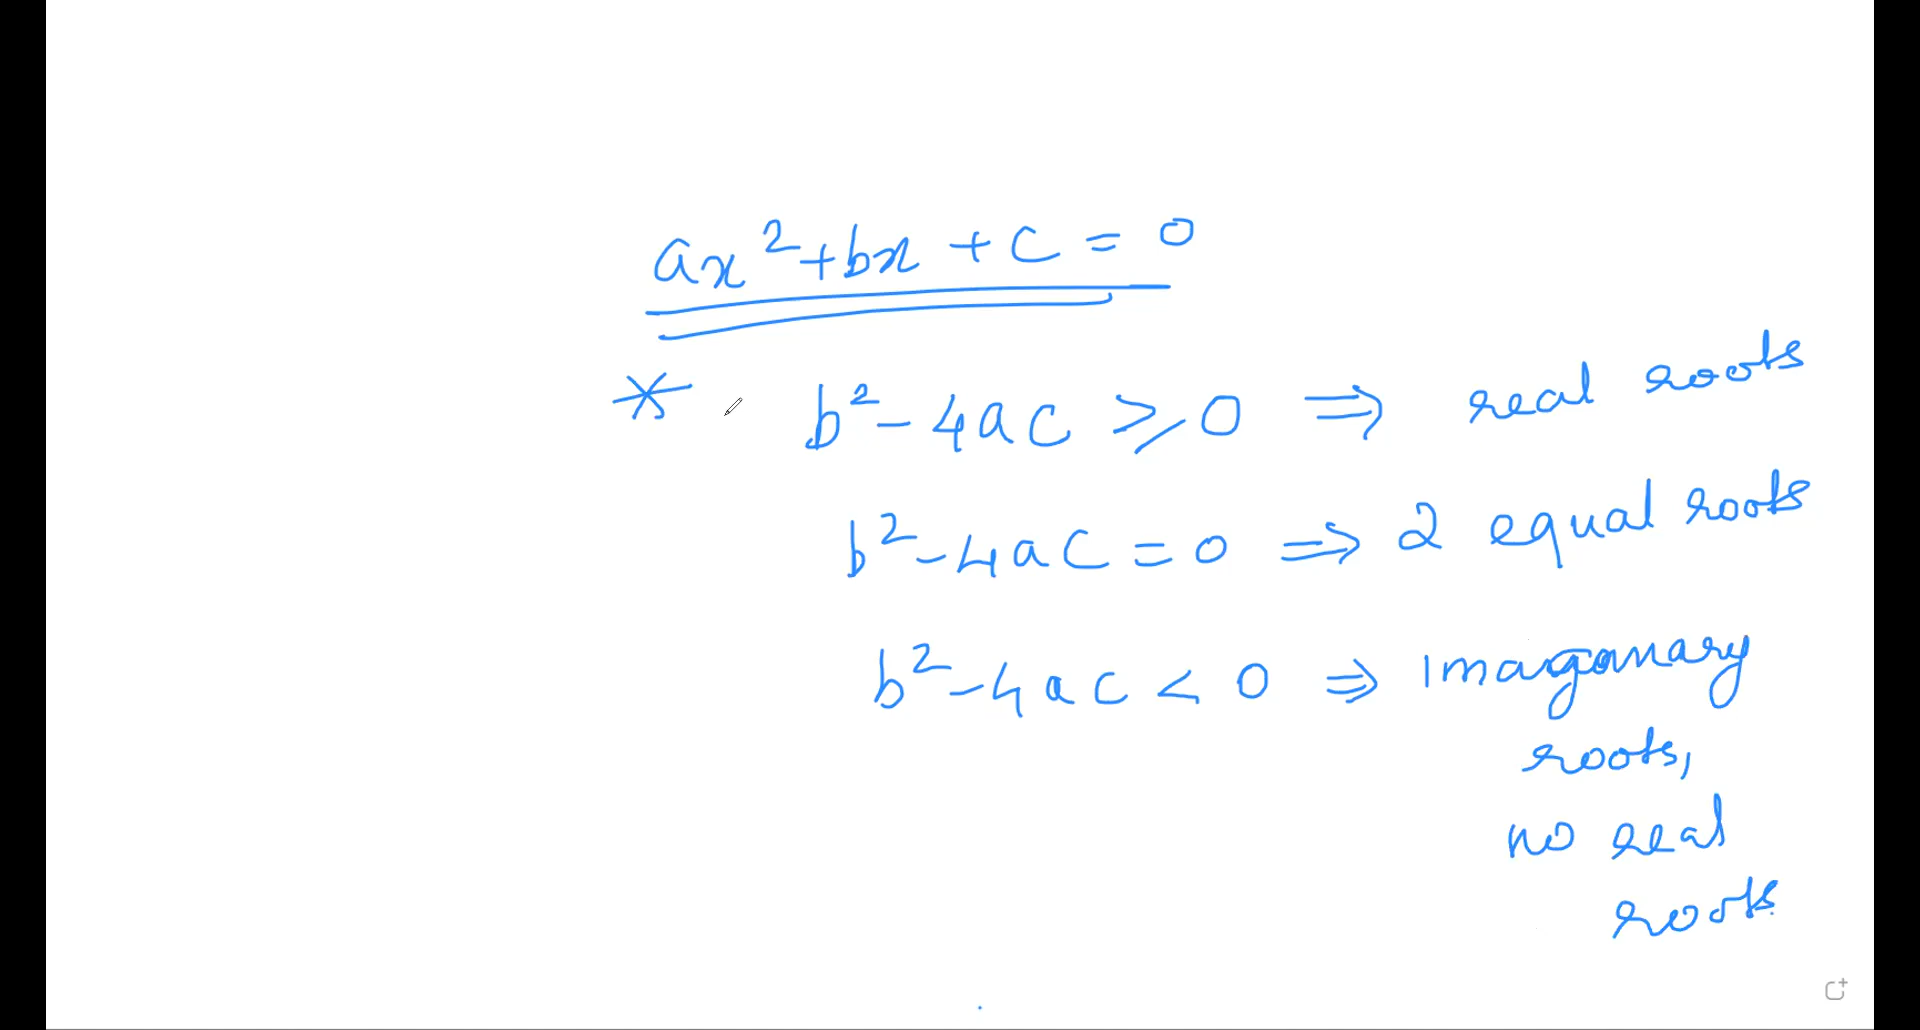 ax²+bx+c=0
* b²-4ac ⩾ 0 ⇒ real roots
b²-4ac=0 ⇒ 2 equal roots
b²-4ac<0 ⇒ imaginary
roots,
no real
roots